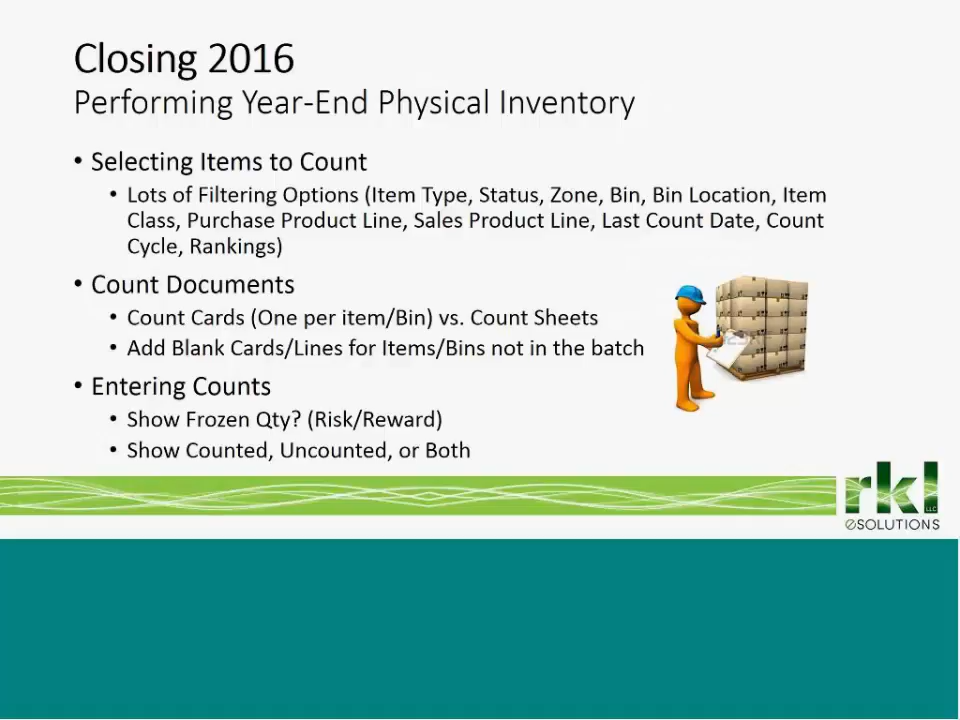 Closing 2016
Performing Year-End Physical Inventory
• Selecting Items to Count
• Lots of Filtering Options (Item Type, Status, Zone, Bin, Bin Location, Item
Class, Purchase Product Line, Sales Product Line, Last Count Date, Count
Cycle, Rankings)
• Count Documents
• Count Cards (One per item/Bin) vs. Count Sheets
• Add Blank Cards/Lines for Items/Bins not in the batch
• Entering Counts
• Show Frozen Qty? (Risk/Reward)
• Show Counted, Uncounted, or Both
rkl
LLC
eSOLUTIONS